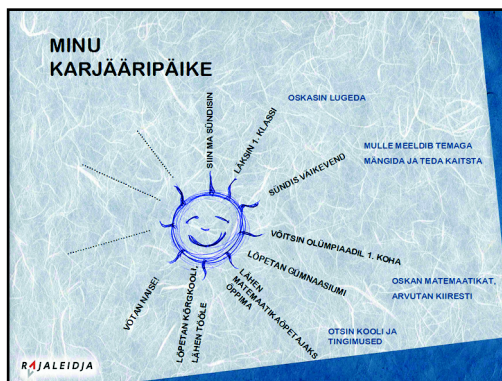 MINU
KARJÄÄRIPÄIKE
SIIN MA SÜNDISIN
LÄKSIN 1. KLASSI
OSKASIN LUGEDA
SÜNDIS VÄIKEVEND
MULLE MEELDIB TEMAGA
MÄNGIDA JA TEDA KAITSTA
VÕITSIN OLÜMPIAADIL 1. KOHA
LÕPETAN GÜMNAASIUMI
OSKAN MATEMAATIKAT,
ARVUTAN KIIRESTI
LÄHEN
MATEMAATIKAÕPETAJAKS
ÕPPIMA
OTSIN KOOLI JA
TINGIMUSED
LÕPETAN KÕRGKOOLI,
LÄHEN TÖÖLE
VÕTAN NAISE!
RAJALEIDJA